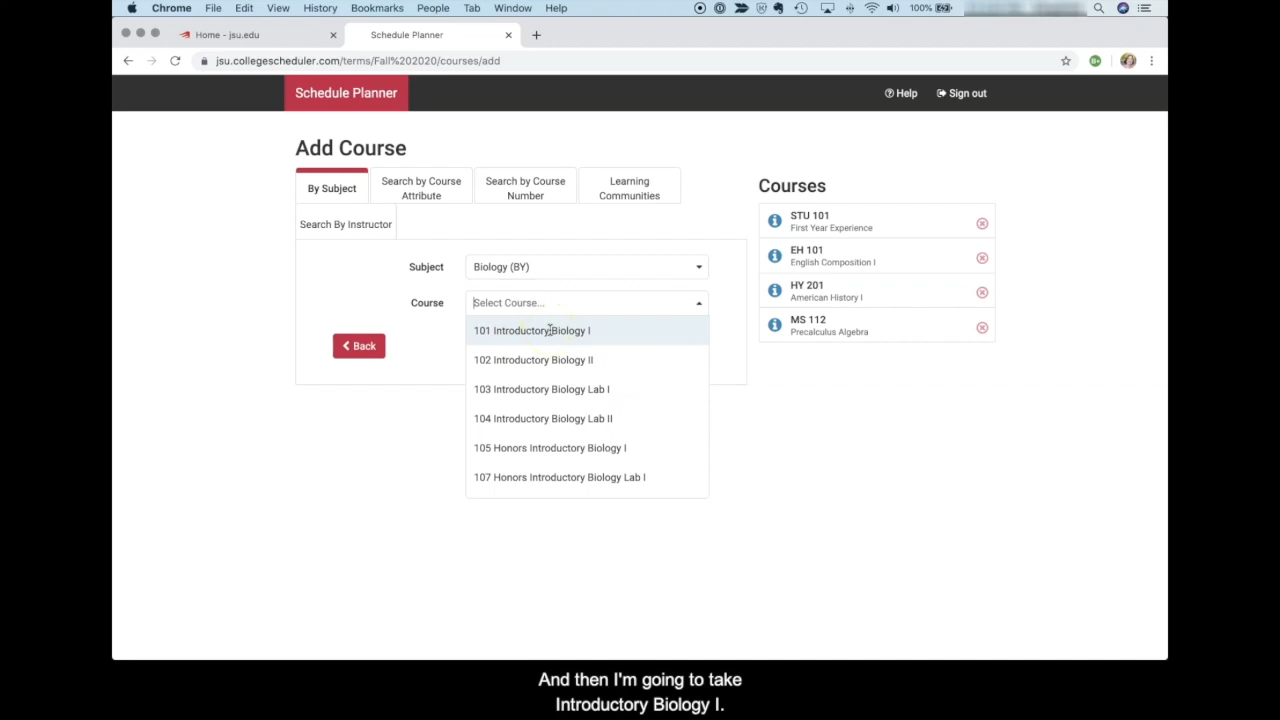 Chrome File Edit View History Bookmarks People Tab Window Help 100%
Home - jsu.edu
Schedule Planner
jsu.collegescheduler.com/terms/Fall%202020/courses/add
Schedule Planner
Help
Sign out
Add Course
By Subject
Search by Course
Attribute
Search by Course
Number
Learning
Communities
Search By Instructor
Subject
Biology (BY)
Course
Select Course...
101 Introductory Biology I
102 Introductory Biology II
103 Introductory Biology Lab I
104 Introductory Biology Lab II
105 Honors Introductory Biology I
107 Honors Introductory Biology Lab I
Back
Courses
STU 101
First Year Experience
EH 101
English Composition I
HY 201
American History I
MS 112
Precalculus Algebra
And then I'm going to take
Introductory Biology I.